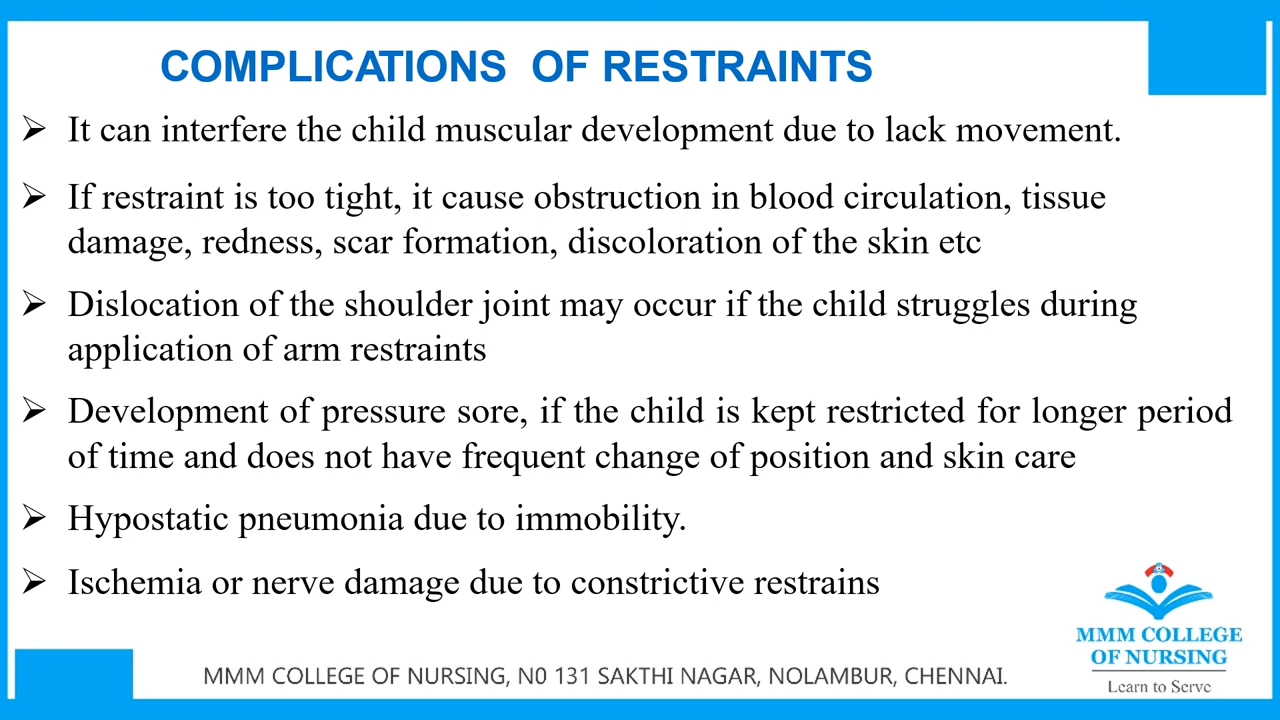 COMPLICATIONS OF RESTRAINTS
➢ It can interfere the child muscular development due to lack movement.
➢ If restraint is too tight, it cause obstruction in blood circulation, tissue
damage, redness, scar formation, discoloration of the skin etc
➢ Dislocation of the shoulder joint may occur if the child struggles during
application of arm restraints
➢ Development of pressure sore, if the child is kept restricted for longer period
of time and does not have frequent change of position and skin care
➢ Hypostatic pneumonia due to immobility.
➢ Ischemia or nerve damage due to constrictive restrains
MMM COLLEGE
OF NURSING
Learn to Serve
MMM COLLEGE OF NURSING, N0 131 SAKTHI NAGAR, NOLAMBUR, CHENNAI.